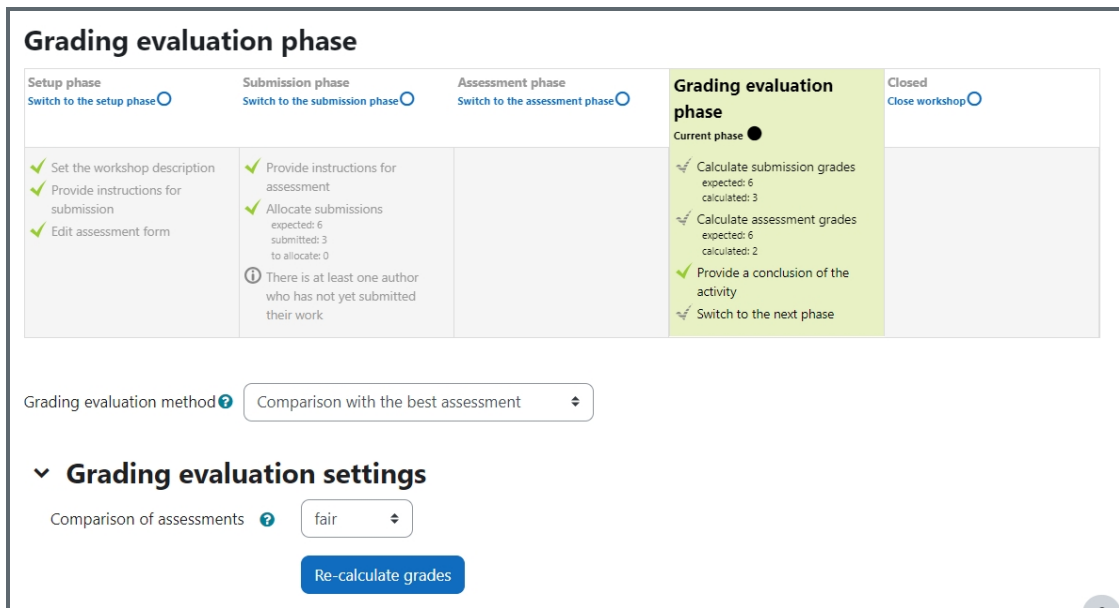 Grading evaluation phase
Setup phase
Switch to the setup phase
Set the workshop description
Provide instructions for
submission
Edit assessment form
Submission phase
Switch to the submission phase
Provide instructions for
assessment
Allocate submissions
expected: 6
submitted: 3
to allocate: 0
There is at least one author
who has not yet submitted
their work
Assessment phase
Switch to the assessment phase
Grading evaluation
phase
Current phase
Calculate submission grades
expected: 6
calculated: 3
Calculate assessment grades
expected: 6
calculated: 2
Provide a conclusion of the
activity
Switch to the next phase
Closed
Close workshop
Grading evaluation method ? Comparison with the best assessment
Grading evaluation settings
Comparison of assessments ? fair
Re-calculate grades